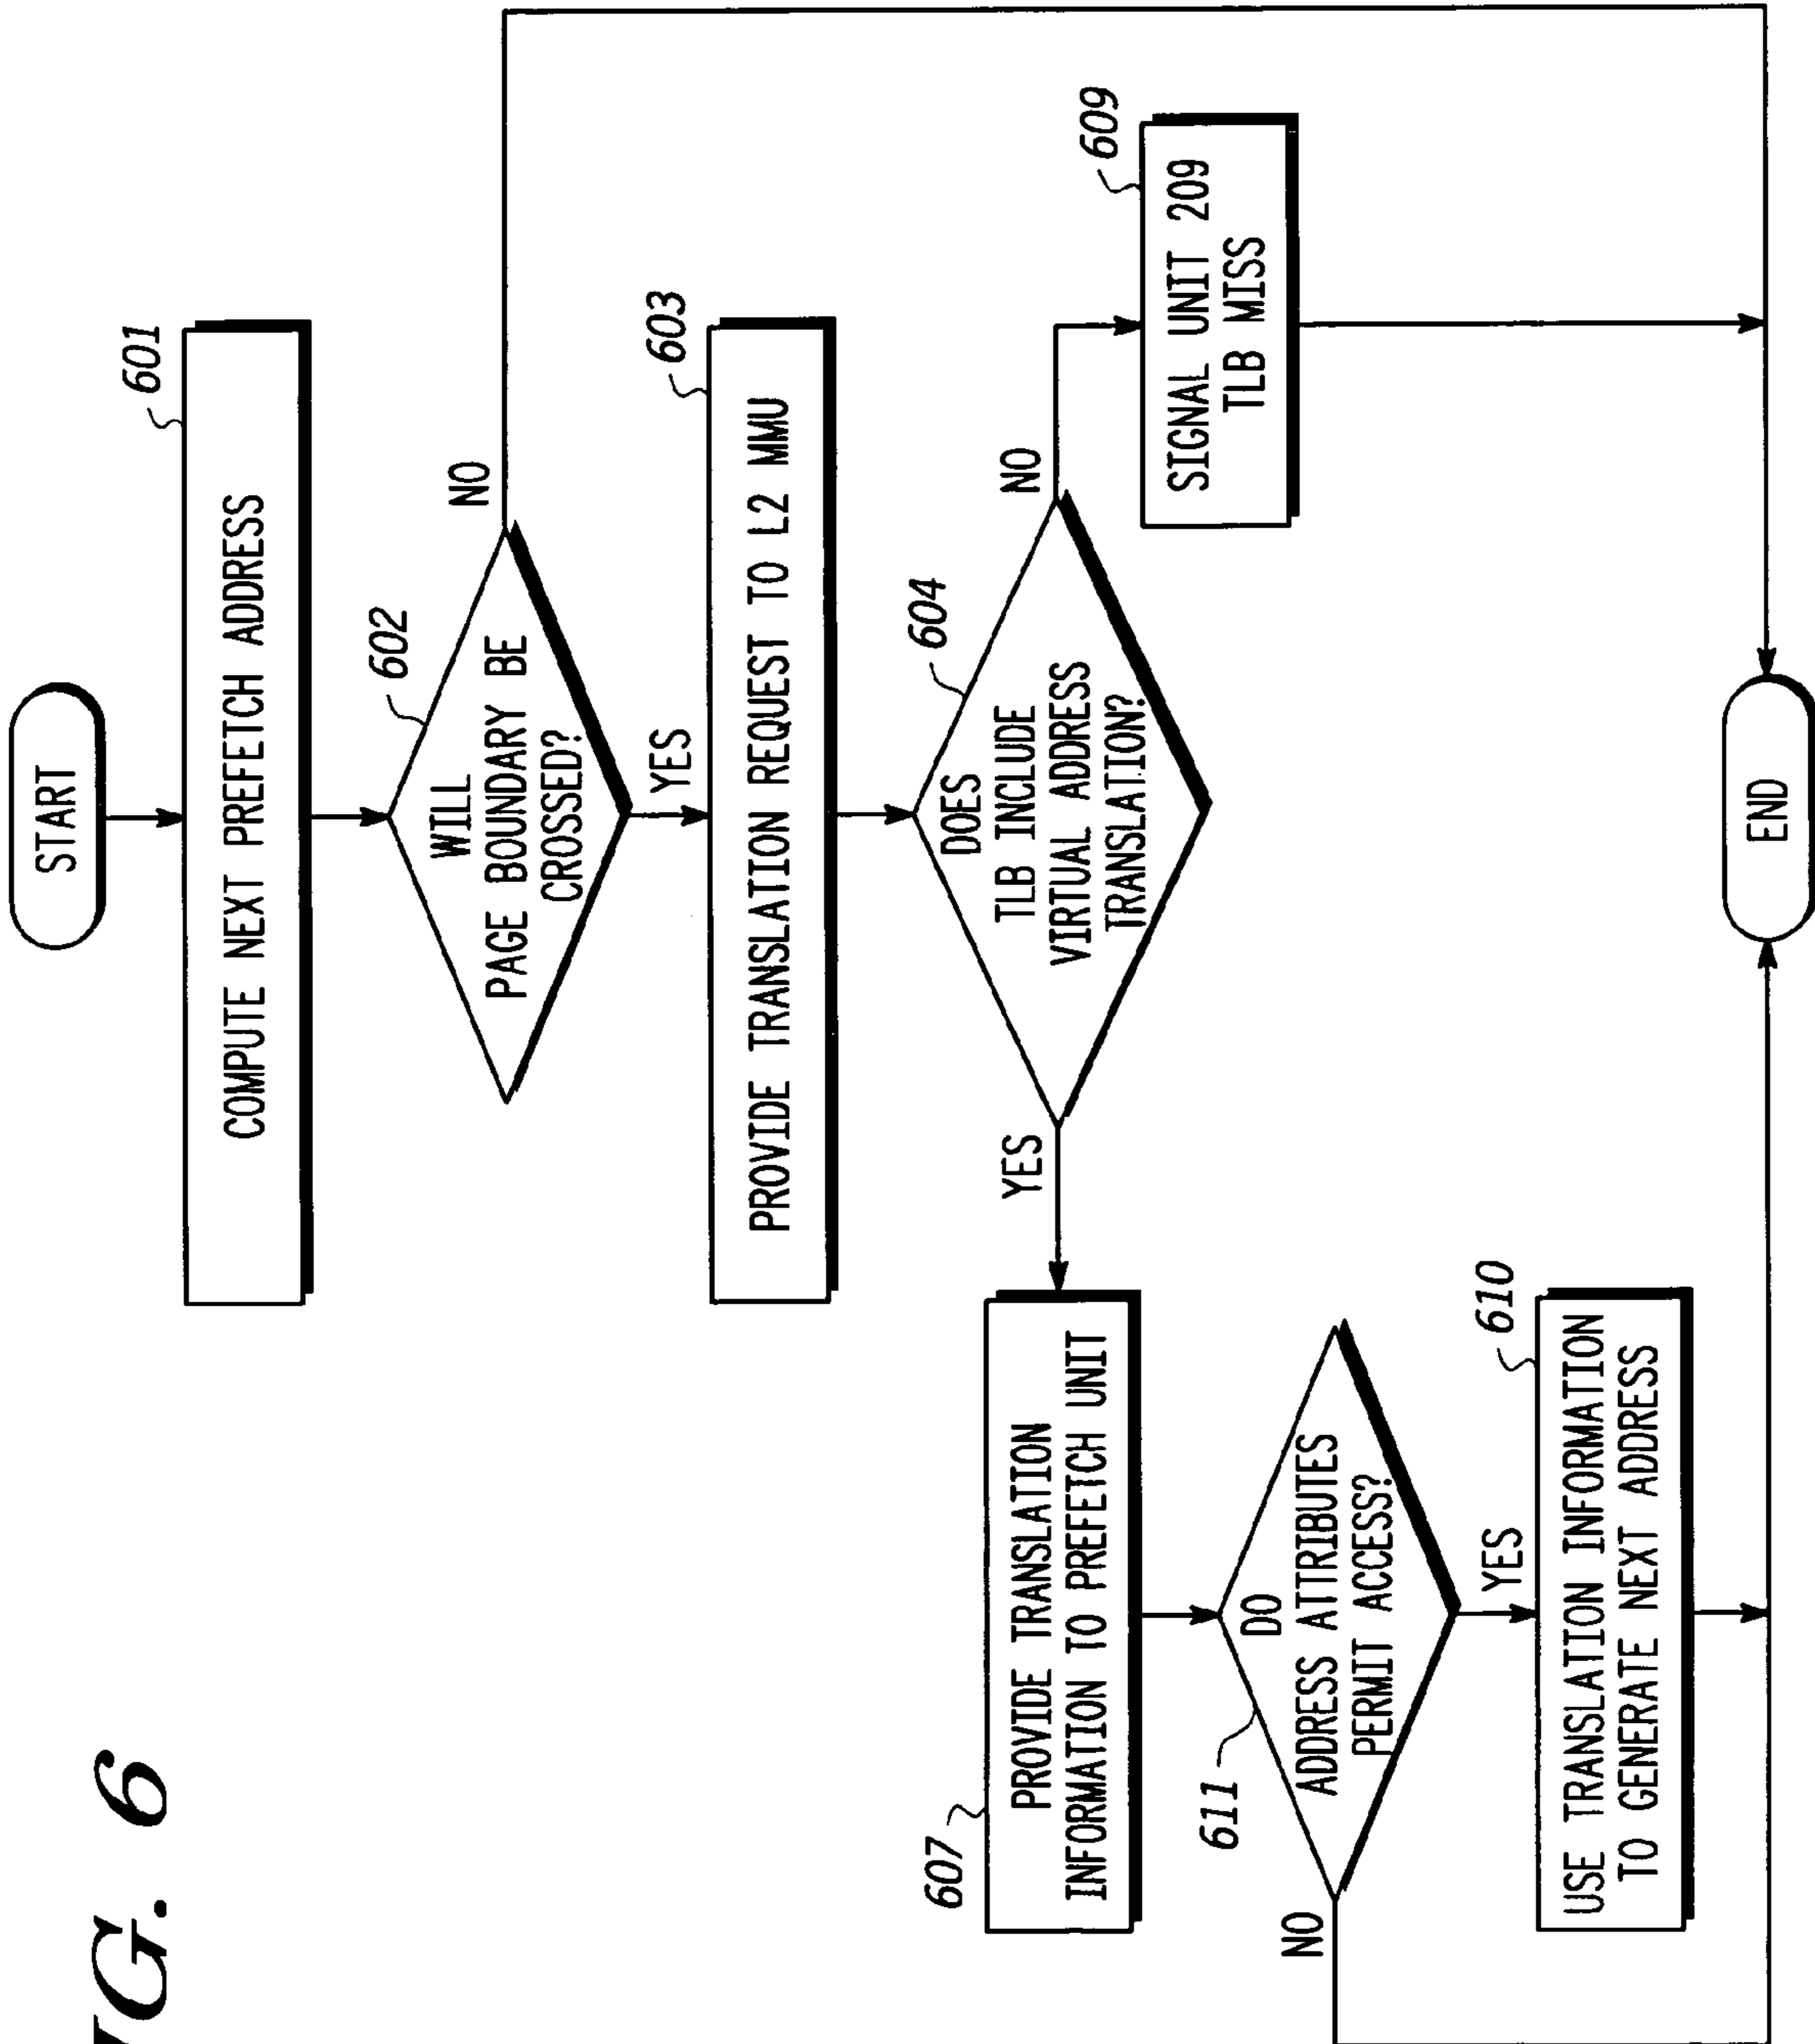 START
601
COMPUTE NEXT PREFETCH ADDRESS
602
WILL
PAGE BOUNDARY BE
CROSSED?
NO
YES
603
PROVIDE TRANSLATION REQUEST TO L2 MMU
604
DOES
TLB INCLUDE
VIRTUAL ADDRESS
TRANSLATION?
NO
YES
609
SIGNAL UNIT 209
TLB MISS
607
PROVIDE TRANSLATION
INFORMATION TO PREFETCH UNIT
611
DO
ADDRESS ATTRIBUTES
PERMIT ACCESS?
NO
YES
610
USE TRANSLATION INFORMATION
TO GENERATE NEXT ADDRESS
END
6